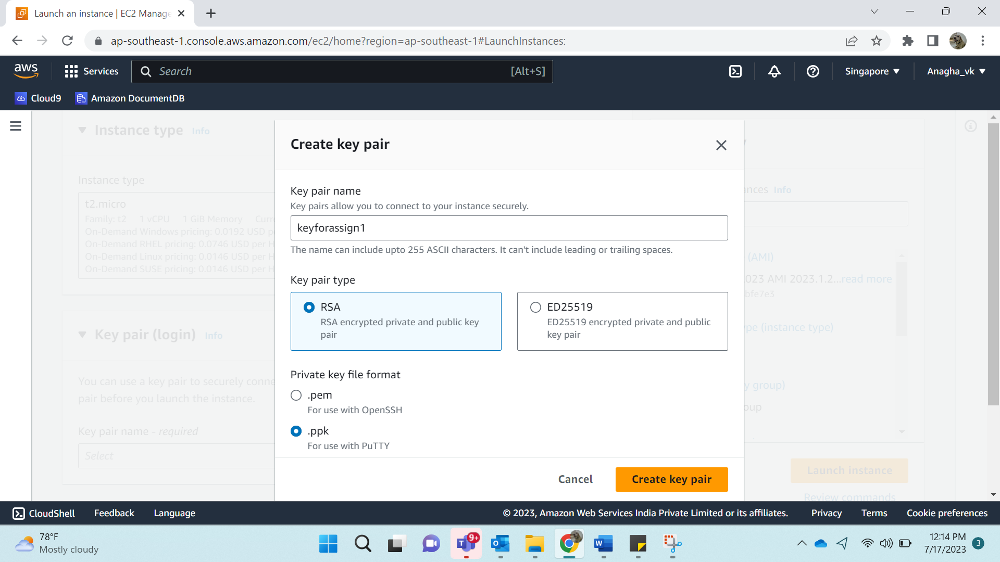 Launch an instance | EC2 Manage
ap-southeast-1.console.aws.amazon.com/ec2/home?region=ap-southeast-1#LaunchInstances:
aws
Services
Search
[Alt+S]
Singapore
Anagha_vk
Cloud9
Amazon DocumentDB
Instance type Info
Instance type
t2.micro
Family: t2 1 vCPU 1 GiB Memory
On-Demand Windows pricing: 0.0192 USD
On-Demand RHEL pricing: 0.0746 USD per H
On-Demand Linux pricing: 0.0146 USD per H
On-Demand SUSE pricing: 0.0146 USD per H
Key pair (login) Info
You can use a key pair to securely conne
pair before you launch the instance.
Key pair name - required
Select
Create key pair
Key pair name
Key pairs allow you to connect to your instance securely.
keyforassign1
The name can include upto 255 ASCII characters. It can't include leading or trailing spaces.
Key pair type
RSA
RSA encrypted private and public key
pair
ED25519
ED25519 encrypted private and public
key pair
Private key file format
.pem
For use with OpenSSH
.ppk
For use with PuTTY
Cancel
Create key pair
nces Info
(AMI)
023 AMI 2023.1.2...read more
bfe7e3
pe (instance type)
y group)
oup
Launch instance
Review commands
CloudShell
Feedback
Language
© 2023, Amazon Web Services India Private Limited or its affiliates.
Privacy
Terms
Cookie preferences
78°F
Mostly cloudy
9+
12:14 PM
7/17/2023
3